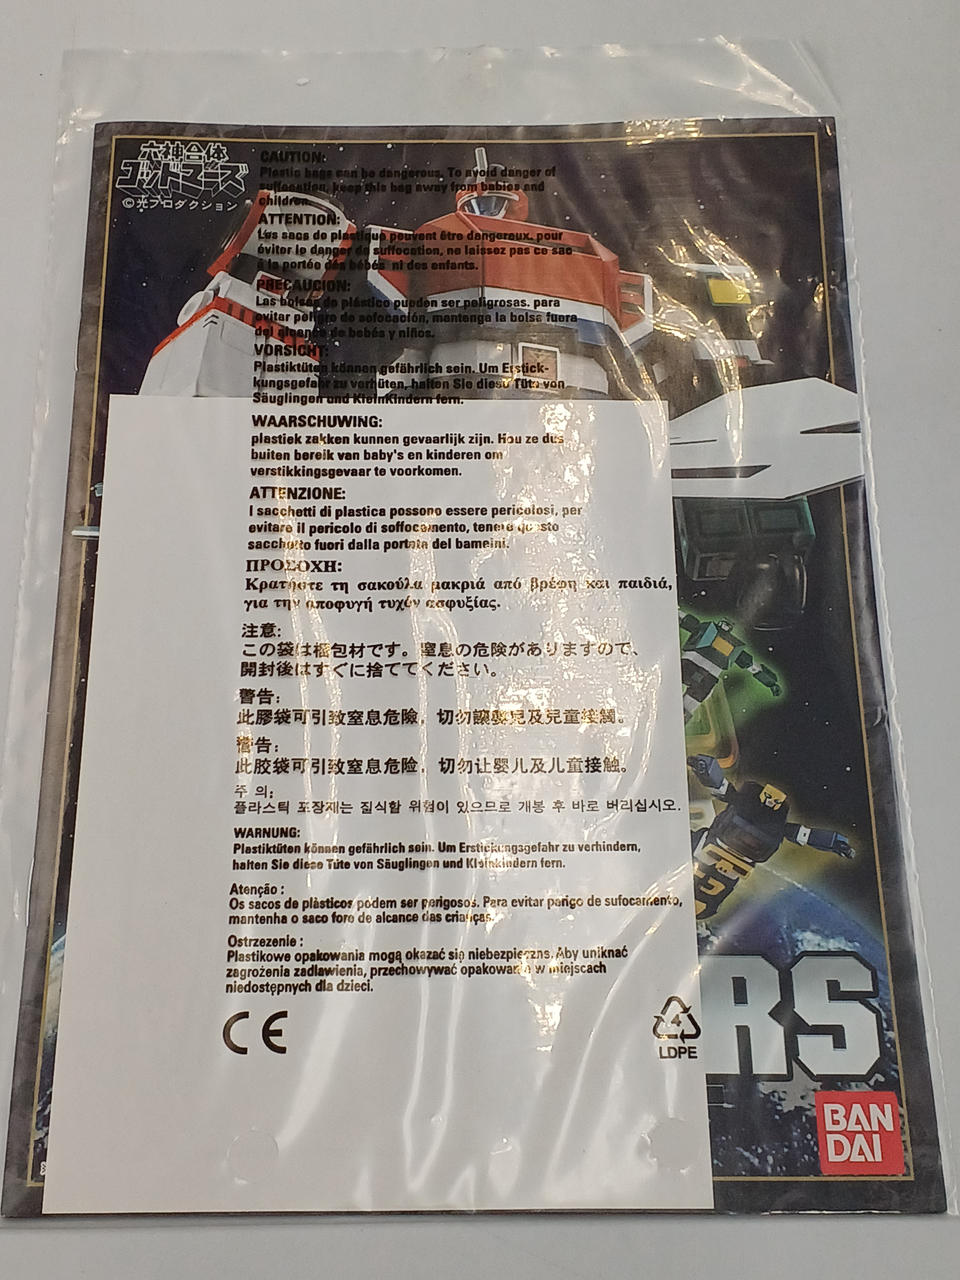 六神合体
ゴッドマーズ
©光プロダクション
CAUTION:
Plastic bags can be dangerous. To avoid danger of
suffocation, keep this bag away from babies and
children.
ATTENTION:
Les sacs de plastique peuvent être dangereux. pour
éviter le danger de suffocation, ne laissez pas ce sac
à la portée des bébés ni des enfants.
PRECAUCION:
Las bolsas de plástico pueden ser peligrosas. para
evitar peligro de sofocación, mantenga la bolsa fuera
del alcance de bebés y niños.
VORSICHT:
Plastiktüten können gefährlich sein. Um Erstick-
kungsgefahr zu verhüten, halten Sie diese Tüte von
Säuglingen und KleinKindern fern.
WAARSCHUWING:
plastiek zakken kunnen gevaarlijk zijn. Hou ze dus
buiten bereik van baby's en kinderen om
verstikkingsgevaar te voorkomen.
ATTENZIONE:
I sacchetti di plastica possono essere pericolosi, per
evitare il pericolo di soffocamento, tenere questo
sacchetto fuori dalla portata del bambini.
ΠΡΟΣΟΧΗ:
Κρατήστε τη σακούλα μακριά από βρέφη και παιδιά,
για την άποφυγή τυχόν ασφυξίας.
注意:
この袋は梱包材です。窒息の危険がありますので、
開封後はすぐに捨ててください。
警告:
此膠袋可引致窒息危險，切勿讓嬰兒及兒童接觸。
警告:
此胶袋可引致窒息危险，切勿让婴儿及儿童接触。
주 의:
플라스틱 포장재는 질식할 위험이 있으므로 개봉 후 바로 버리십시오.
WARNUNG:
Plastiktüten können gefährlich sein. Um Erstickungsgefahr zu verhindern,
halten Sie diese Tüte von Säuglingen und Kleinkindern fern.
Atenção :
Os sacos de plàsticos podem ser perigosos. Para evitar perigo de sufocamento,
mantenha o saco fora de alcance das crianças.
Ostrzezenie :
Plastikowe opakowania mogą okazać się niebezpieczne. Aby uniknać
zagrożenia zadlawienia, przechowywać opakowania w miejscach
niedostępnych dla dzieci.
CE
4
LDPE
RS
BAN
DAI